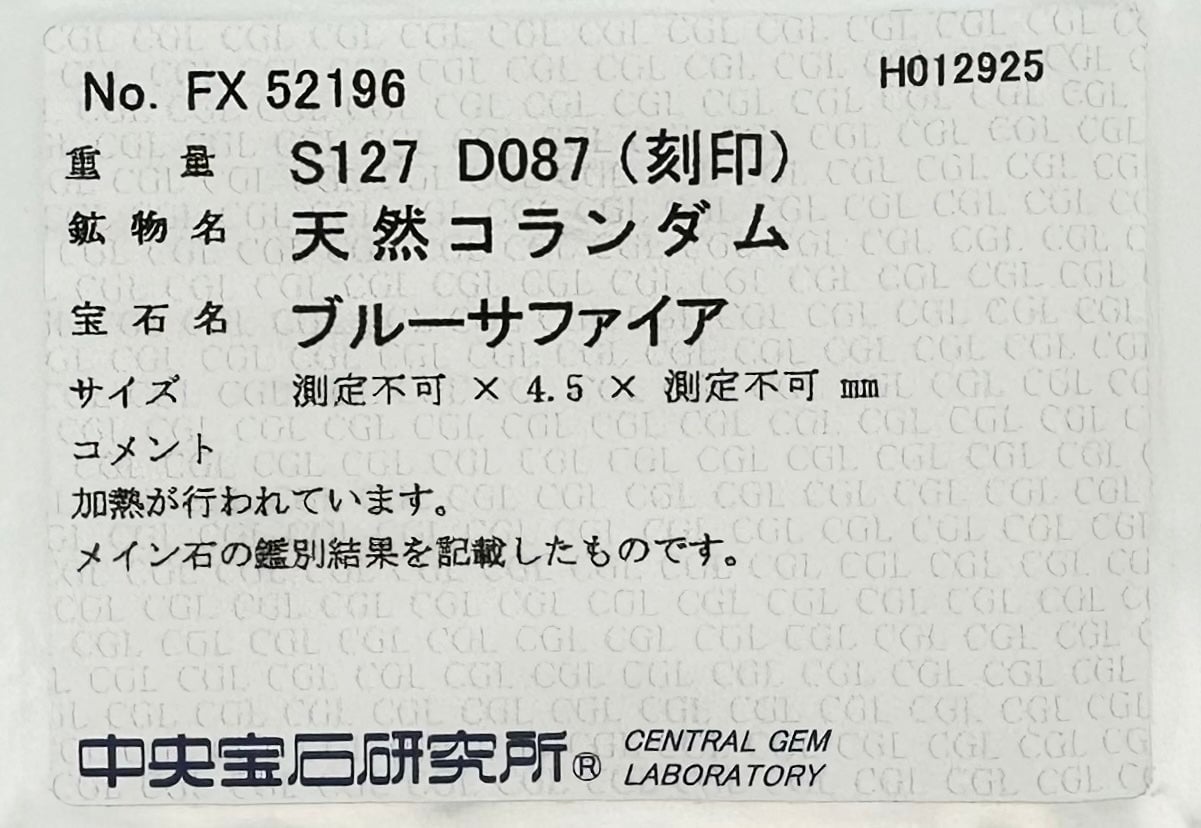 No. FX 52196
H012925
重量 S127 D087 (刻印)
鉱物名 天然コランダム
宝石名 ブルーサファイア
サイズ 測定不可 × 4.5 × 測定不可 mm
コメント
加熱が行われています。
メイン石の鑑別結果を記載したものです。
中央宝石研究所® CENTRAL GEM
LABORATORY